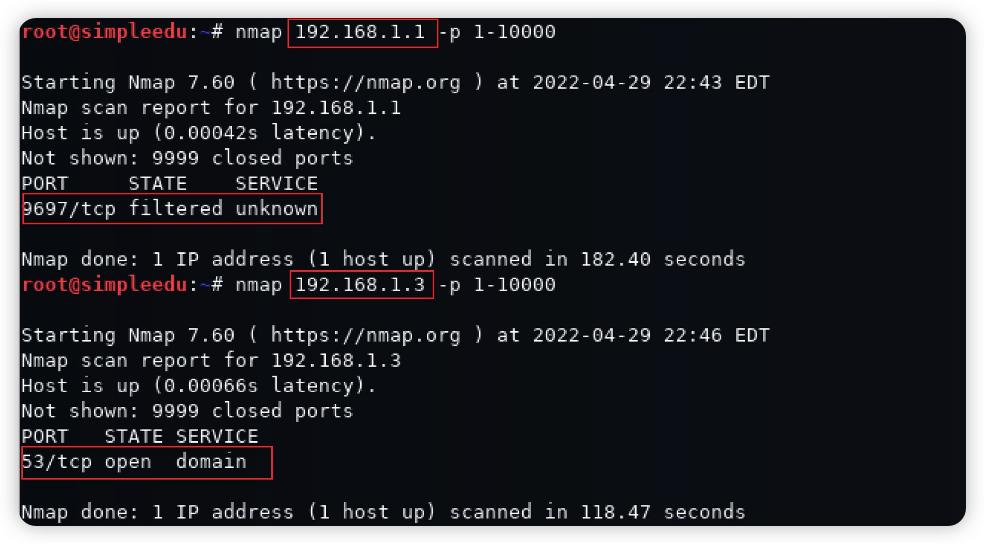 root@simpleedu:~# nmap 192.168.1.1 -p 1-10000
Starting Nmap 7.60 ( https://nmap.org ) at 2022-04-29 22:43 EDT
Nmap scan report for 192.168.1.1
Host is up (0.00042s latency).
Not shown: 9999 closed ports
PORT     STATE    SERVICE
9697/tcp filtered unknown
Nmap done: 1 IP address (1 host up) scanned in 182.40 seconds
root@simpleedu:~# nmap 192.168.1.3 -p 1-10000
Starting Nmap 7.60 ( https://nmap.org ) at 2022-04-29 22:46 EDT
Nmap scan report for 192.168.1.3
Host is up (0.00066s latency).
Not shown: 9999 closed ports
PORT   STATE SERVICE
53/tcp open  domain
Nmap done: 1 IP address (1 host up) scanned in 118.47 seconds